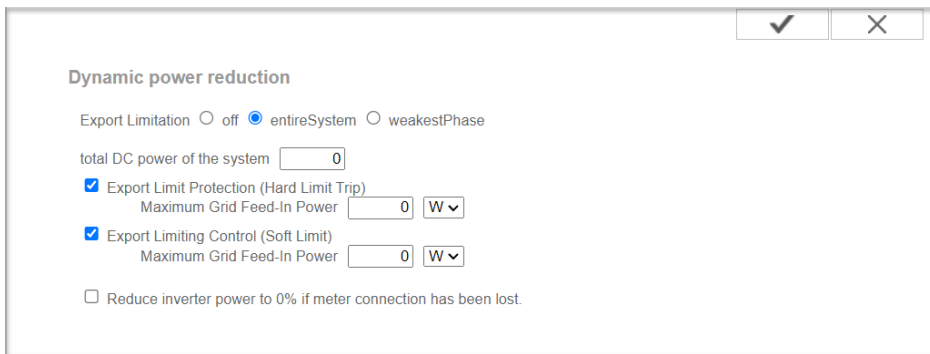 Dynamic power reduction
Export Limitation off entireSystem weakestPhase
total DC power of the system 0
Export Limit Protection (Hard Limit Trip)
Maximum Grid Feed-In Power 0 W
Export Limiting Control (Soft Limit)
Maximum Grid Feed-In Power 0 W
Reduce inverter power to 0% if meter connection has been lost.